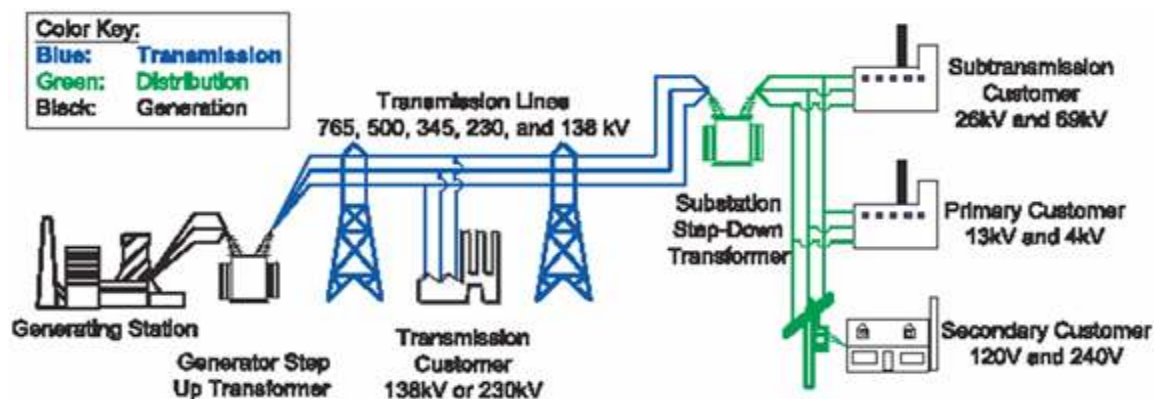 Color Key:
Blue: Transmission
Green: Distribution
Black: Generation
Transmission Lines
765, 500, 345, 230, and 138 kV
Subtransmission
Customer
26kV and 69kV
Substation
Step-Down
Transformer
Primary Customer
13kV and 4kV
Generating Station
Generator Step
Up Transformer
Transmission
Customer
138kV or 230kV
Secondary Customer
120V and 240V